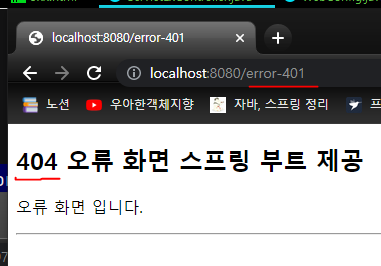 localhost:8080/error-401
localhost:8080/error-401
노션 우아한객체지향 자바, 스프링 정리
404 오류 화면 스프링 부트 제공
오류 화면 입니다.